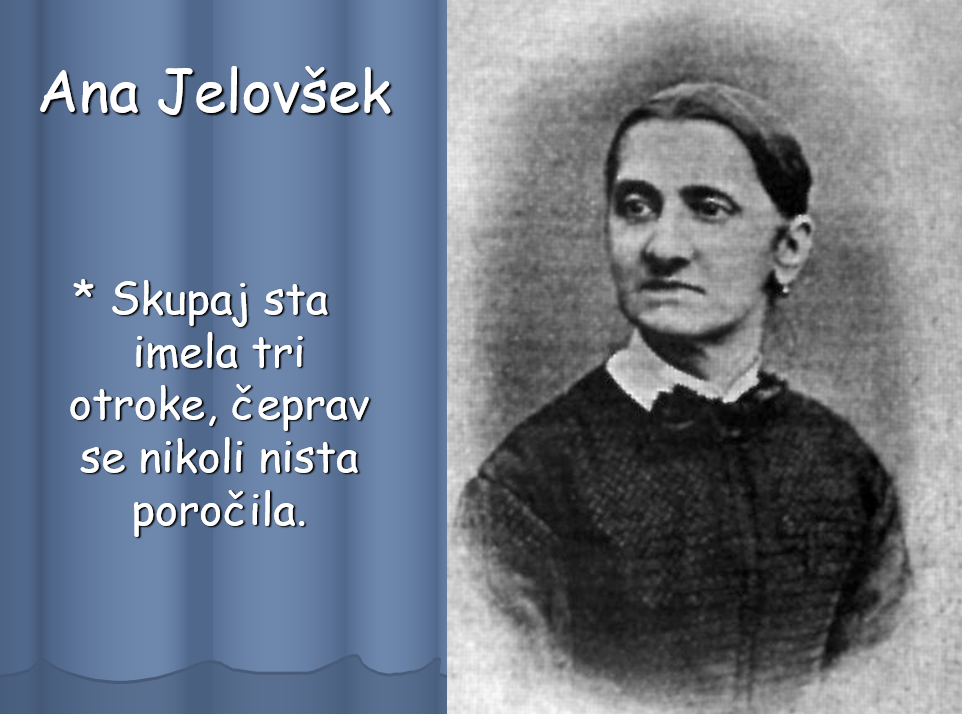 Ana Jelovšek
* Skupaj sta
imela tri
otroke, čeprav
se nikoli nista
poročila.